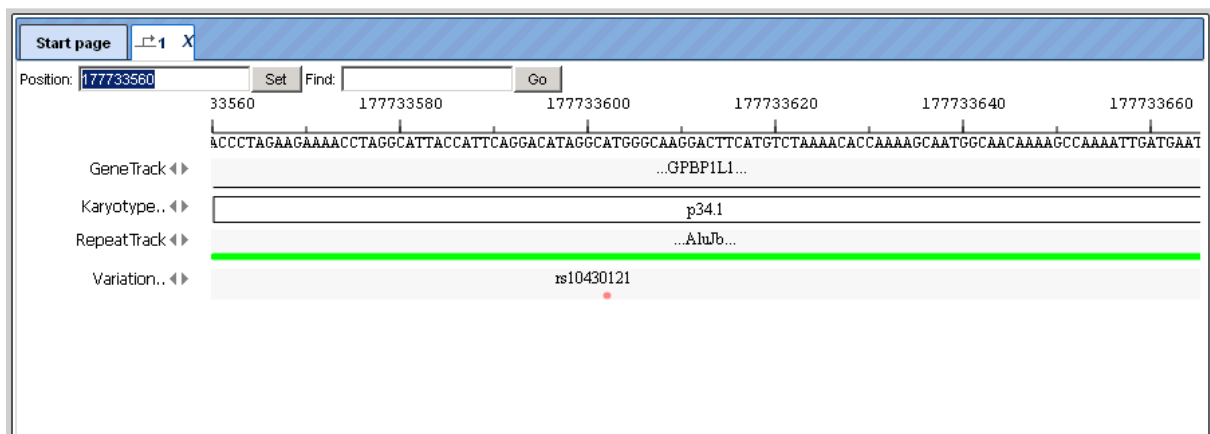 Start page 1 X
Position: 177733560 Set Find: Go
33560 177733580 177733600 177733620 177733640 177733660
ACCCTAGAAGAAAACCTAGGCATTACCATTCAGGACATAGGCATGGGCAAGGACTTCATGTCTAAAACACCAAAAGCAATGGCAACAAAAGCCAAAATTGATGAAT
GeneTrack ...GPBP1L1...
Karyotype.. p34.1
RepeatTrack ...AluJb...
Variation.. rs10430121